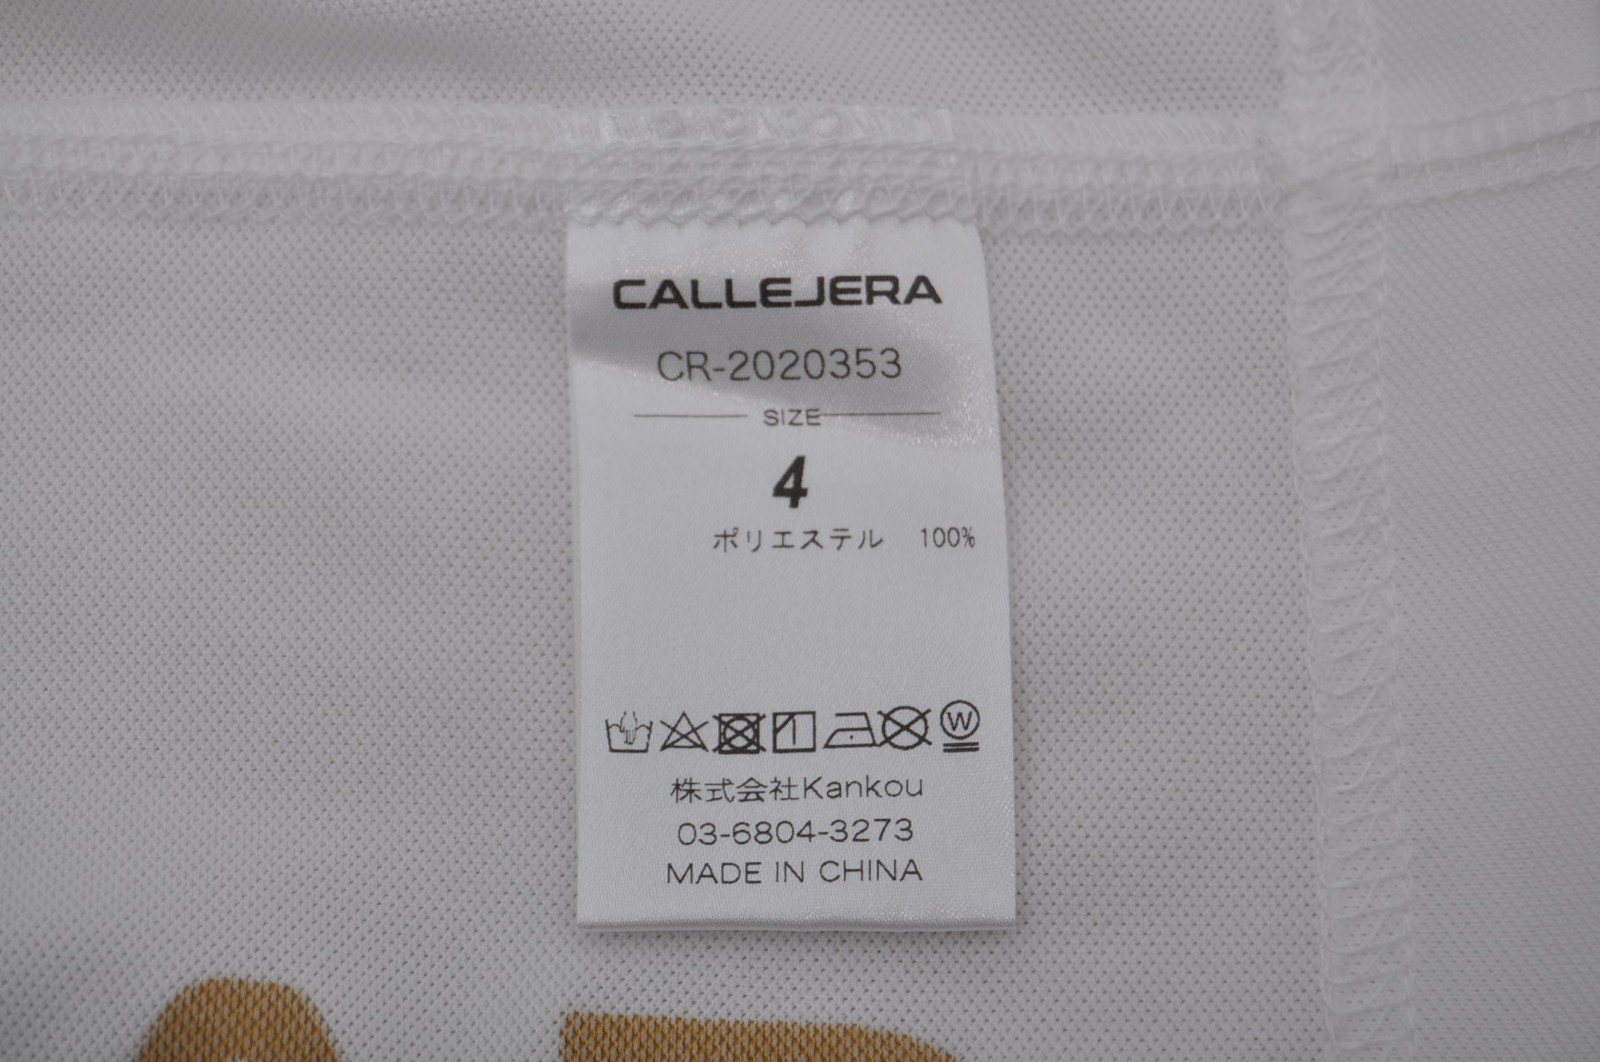 CALLEJERA
CR-2020353
SIZE
4
ポリエステル 100%
W
株式会社Kankou
03-6804-3273
MADE IN CHINA